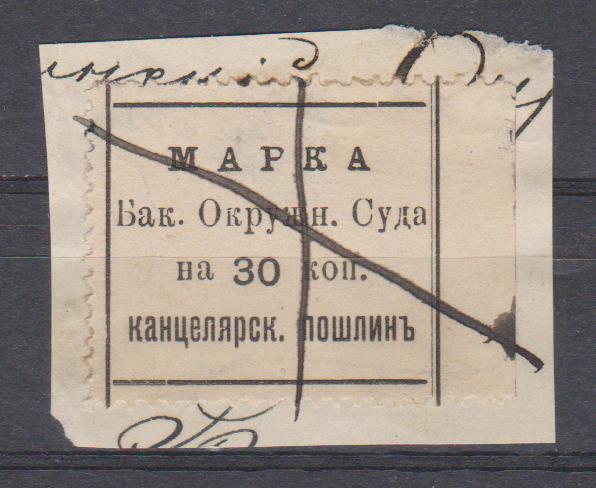 МАРКА
Бак. Окружн. Суда
на 30 коп.
канцелярск. пошлинъ